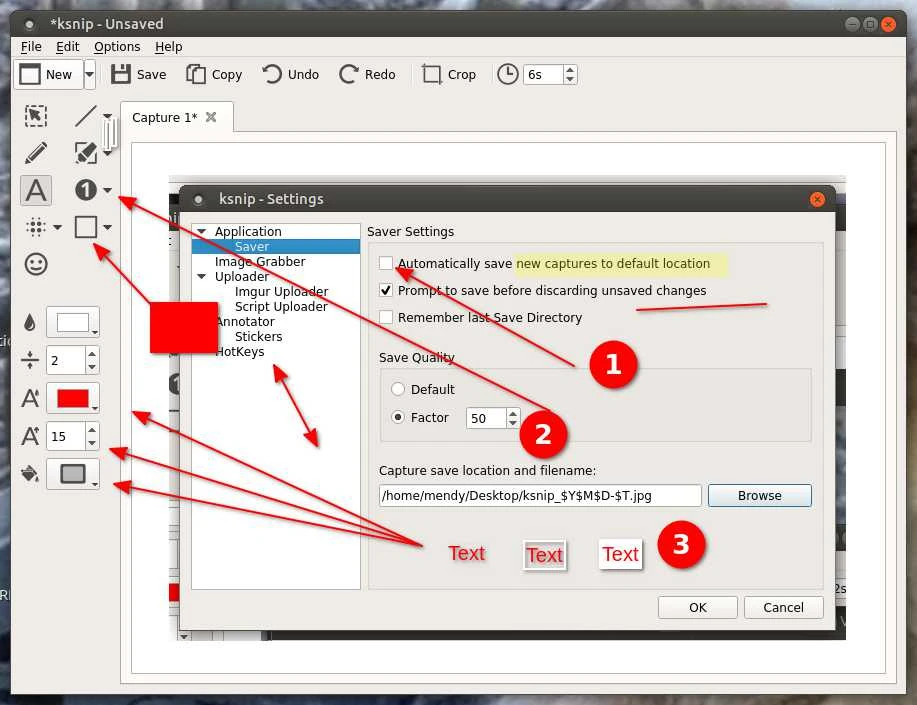 *ksnip - Unsaved
File Edit Options Help
New Save Copy Undo Redo Crop 6s
Capture 1*
A 1
ksnip - Settings
Application
Saver
Image Grabber
Uploader
Imgur Uploader
Script Uploader
Annotator
Stickers
HotKeys
Saver Settings
Automatically save new captures to default location
Prompt to save before discarding unsaved changes
Remember last Save Directory
1
Save Quality
Default
Factor 50
2
Capture save location and filename:
/home/mendy/Desktop/ksnip_$Y$M$D-$T.jpg Browse
Text Text Text 3
OK Cancel
2
A
A 15